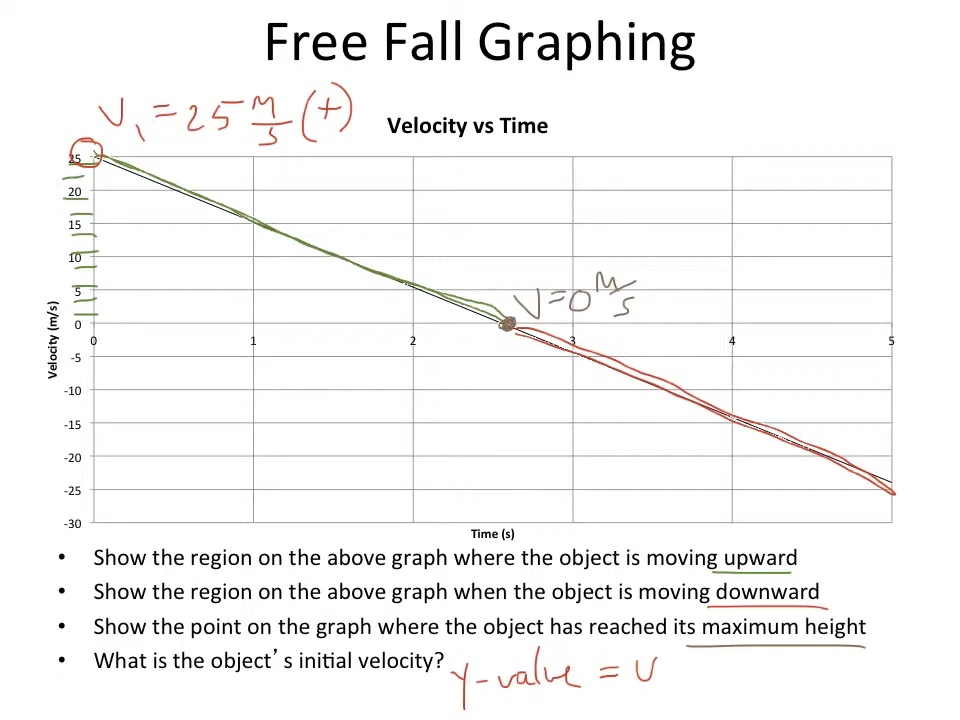 Free Fall Graphing
V₁ = 25 m/s (+)
Velocity vs Time
25
20
15
10
5
0
-5
-10
-15
-20
-25
-30
Velocity (m/s)
V=0 m/s
0 1 2 3 4 5
Time (s)
• Show the region on the above graph where the object is moving upward
• Show the region on the above graph when the object is moving downward
• Show the point on the graph where the object has reached its maximum height
• What is the object's initial velocity?
y-value = V